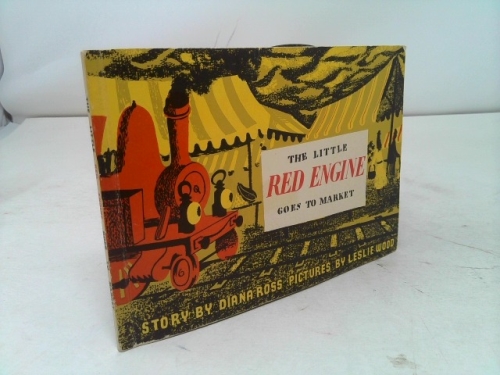 THE LITTLE
RED ENGINE
GOES TO MARKET
STORY BY DIANA ROSS PICTURES BY LESLIE WOOD